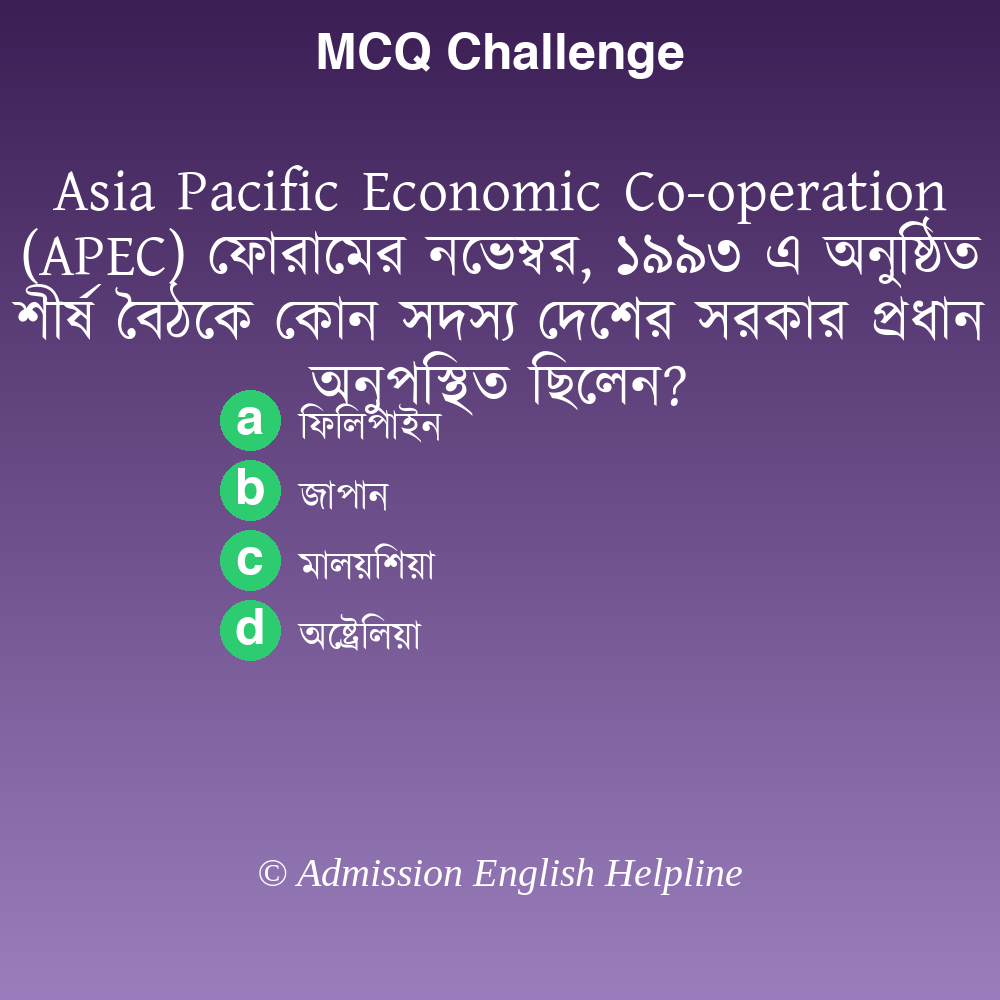 MCQ Challenge
Asia Pacific Economic Co-operation
(APEC) ফোরামের নভেম্বর, ১৯৯৩ এ অনুষ্ঠিত
শীর্ষ বৈঠকে কোন সদস্য দেশের সরকার প্রধান
অনুপস্থিত ছিলেন?
a ফিলিপাইন
b জাপান
c মালয়শিয়া
d অষ্ট্রেলিয়া
© Admission English Helpline